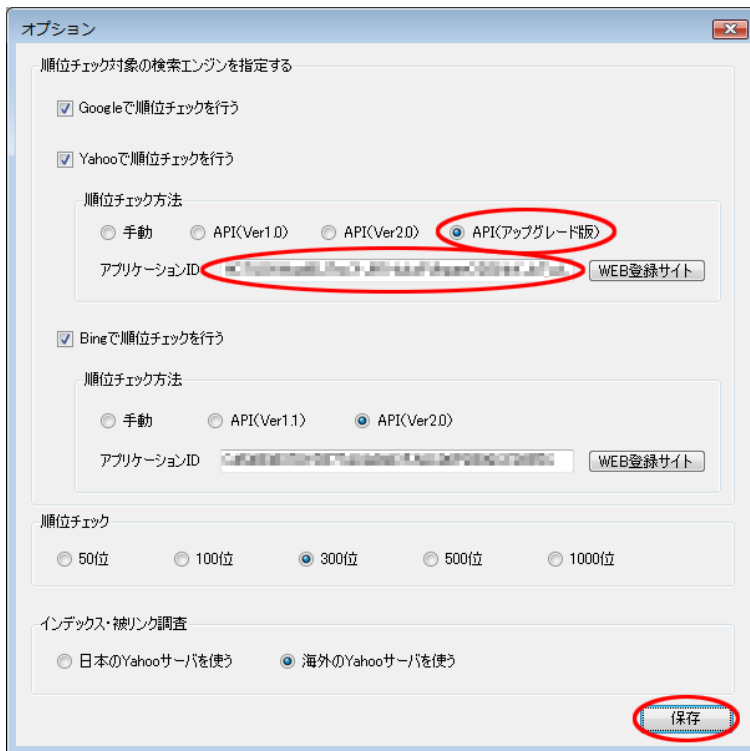 オプション
順位チェック対象の検索エンジンを指定する
Googleで順位チェックを行う
Yahooで順位チェックを行う
順位チェック方法
手動 API(Ver1.0) API(Ver2.0) API(アップグレード版)
アプリケーションID WEB登録サイト
Bingで順位チェックを行う
順位チェック方法
手動 API(Ver1.1) API(Ver2.0)
アプリケーションID WEB登録サイト
順位チェック
50位 100位 300位 500位 1000位
インデックス・被リンク調査
日本のYahooサーバを使う 海外のYahooサーバを使う
保存